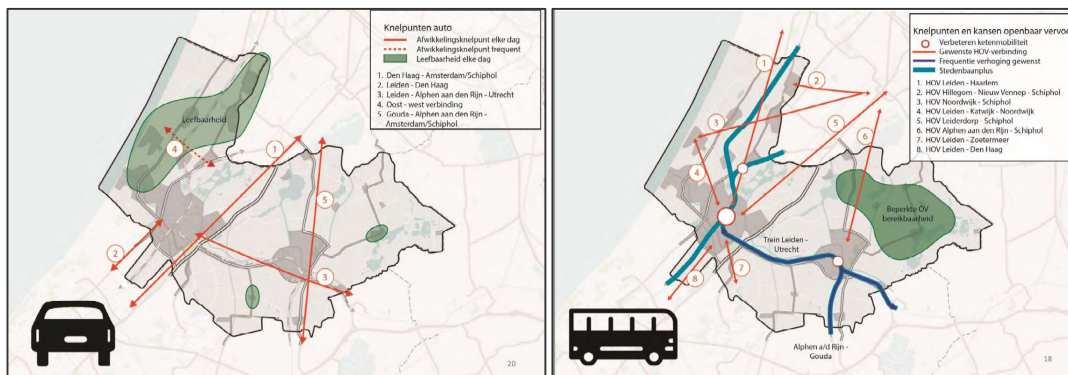 Knelpunten auto
Afwikkelingsknelpunt elke dag
Afwikkelingsknelpunt frequent
Leefbaarheid elke dag
1. Den Haag - Amsterdam/Schiphol
2. Leiden - Den Haag
3. Leiden - Alphen aan den Rijn - Utrecht
4. Oost - west verbinding
5. Gouda - Alphen aan den Rijn -
Amsterdam/Schiphol
Leefbaarheid
4
1
5
2
3
20
Knelpunten en kansen openbaar vervoe
Verbeteren ketenmobiliteit
Gewenste HOV-verbinding
Frequentie verhoging gewenst
Stedenbaanplus
1. HOV Leiden - Haarlem
2. HOV Hillegom - Nieuw Vennep - Schiphol
3. HOV Noordwijk - Schiphol
4. HOV Leiden - Katwijk - Noordwijk
5. HOV Leiderdorp - Schiphol
6. HOV Alphen aan den Rijn - Schiphol
7. HOV Leiden - Zoetermeer
8. HOV Leiden - Den Haag
1
2
3
5
6
4
Beperkte OV
bereikbaarheid
Trein Leiden -
Utrecht
7
8
Alphen a/d Rijn -
Gouda
18